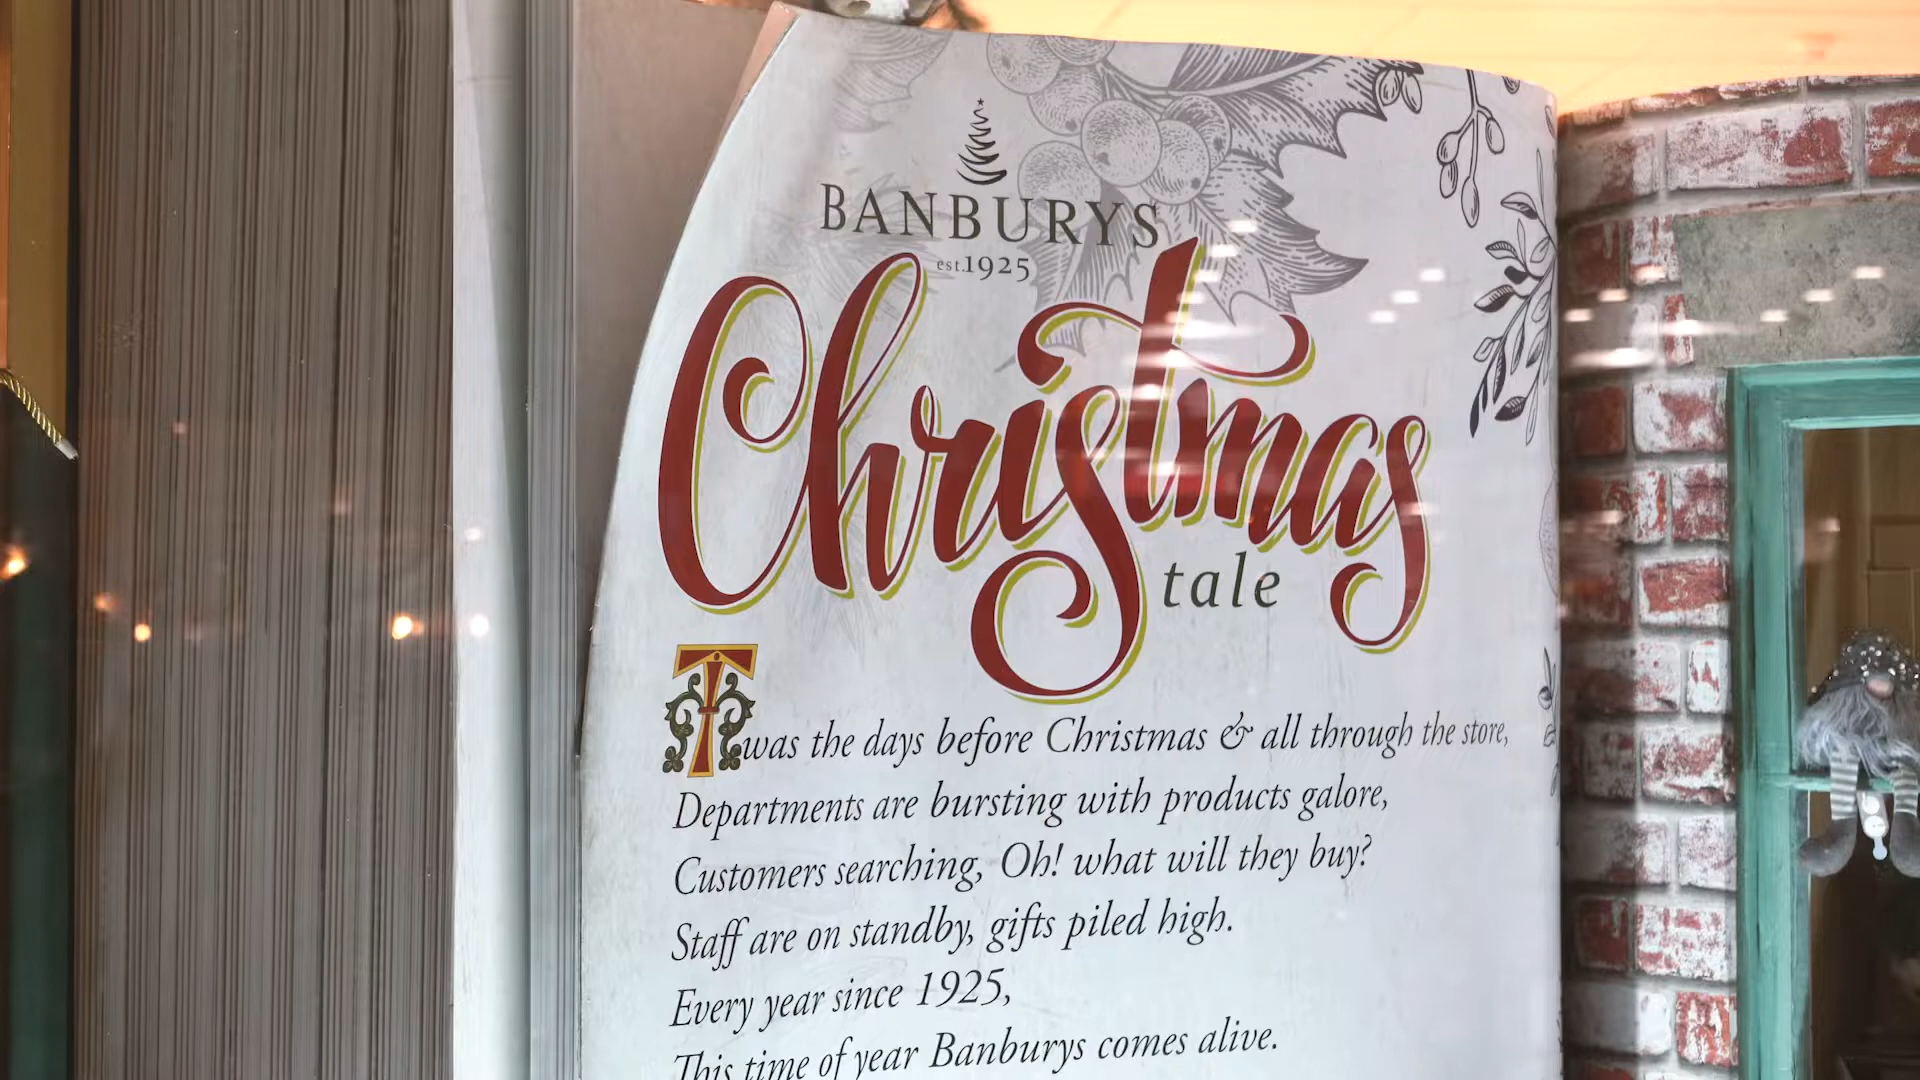 BANBURYS
est.1925
Christmas
tale
Twas the days before Christmas & all through the store,
Departments are bursting with products galore,
Customers searching, Oh! what will they buy?
Staff are on standby, gifts piled high.
Every year since 1925,
This time of year Banburys comes alive.